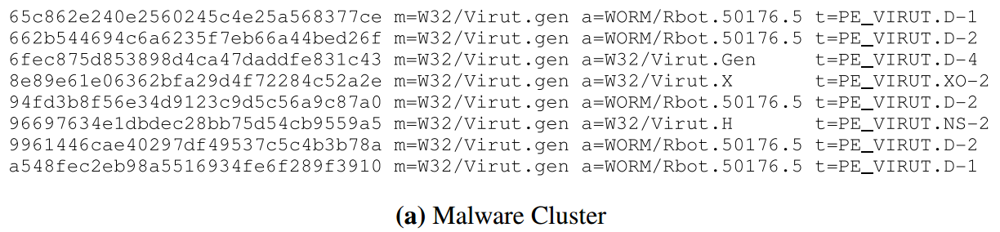 65c862e240e2560245c4e25a568377ce m=W32/Virut.gen a=WORM/Rbot.50176.5 t=PE_VIRUT.D-1
662b544694c6a6235f7eb66a44bed26f m=W32/Virut.gen a=WORM/Rbot.50176.5 t=PE_VIRUT.D-2
6fec875d853898d4ca47daddfe831c43 m=W32/Virut.gen a=W32/Virut.Gen t=PE_VIRUT.D-4
8e89e61e06362bfa29d4f72284c52a2e m=W32/Virut.gen a=W32/Virut.X t=PE_VIRUT.XO-2
94fd3b8f56e34d9123c9d5c56a9c87a0 m=W32/Virut.gen a=WORM/Rbot.50176.5 t=PE_VIRUT.D-2
96697634e1dbdec28bb75d54cb9559a5 m=W32/Virut.gen a=W32/Virut.H t=PE_VIRUT.NS-2
9961446cae40297df49537c5c4b3b78a m=W32/Virut.gen a=WORM/Rbot.50176.5 t=PE_VIRUT.D-2
a548fec2eb98a5516934fe6f289f3910 m=W32/Virut.gen a=WORM/Rbot.50176.5 t=PE_VIRUT.D-1
(a) Malware Cluster